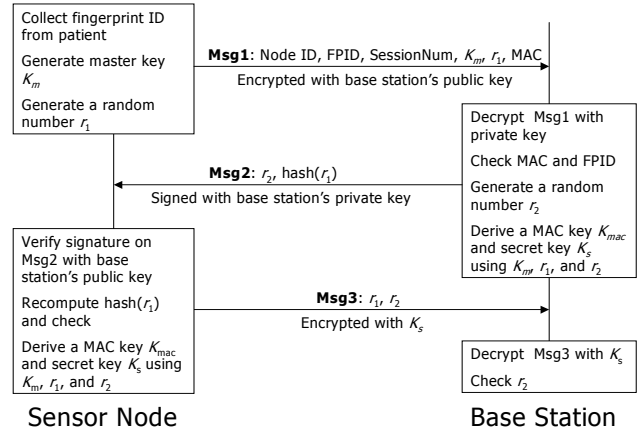 Collect fingerprint ID
from patient
Generate master key
Kₘ
Generate a random
number r₁
Msg1: Node ID, FPID, SessionNum, Kₘ, r₁, MAC
Encrypted with base station's public key
Decrypt Msg1 with
private key
Check MAC and FPID
Generate a random
number r₂
Derive a MAC key Kmac
and secret key Kₛ
using Kₘ, r₁, and r₂
Msg2: r₂, hash(r₁)
Signed with base station's private key
Verify signature on
Msg2 with base
station's public key
Recompute hash(r₁)
and check
Derive a MAC key Kmac
and secret key Kₛ using
Kₘ, r₁, and r₂
Msg3: r₁, r₂
Encrypted with Kₛ
Decrypt Msg3 with Kₛ
Check r₂
Sensor Node
Base Station